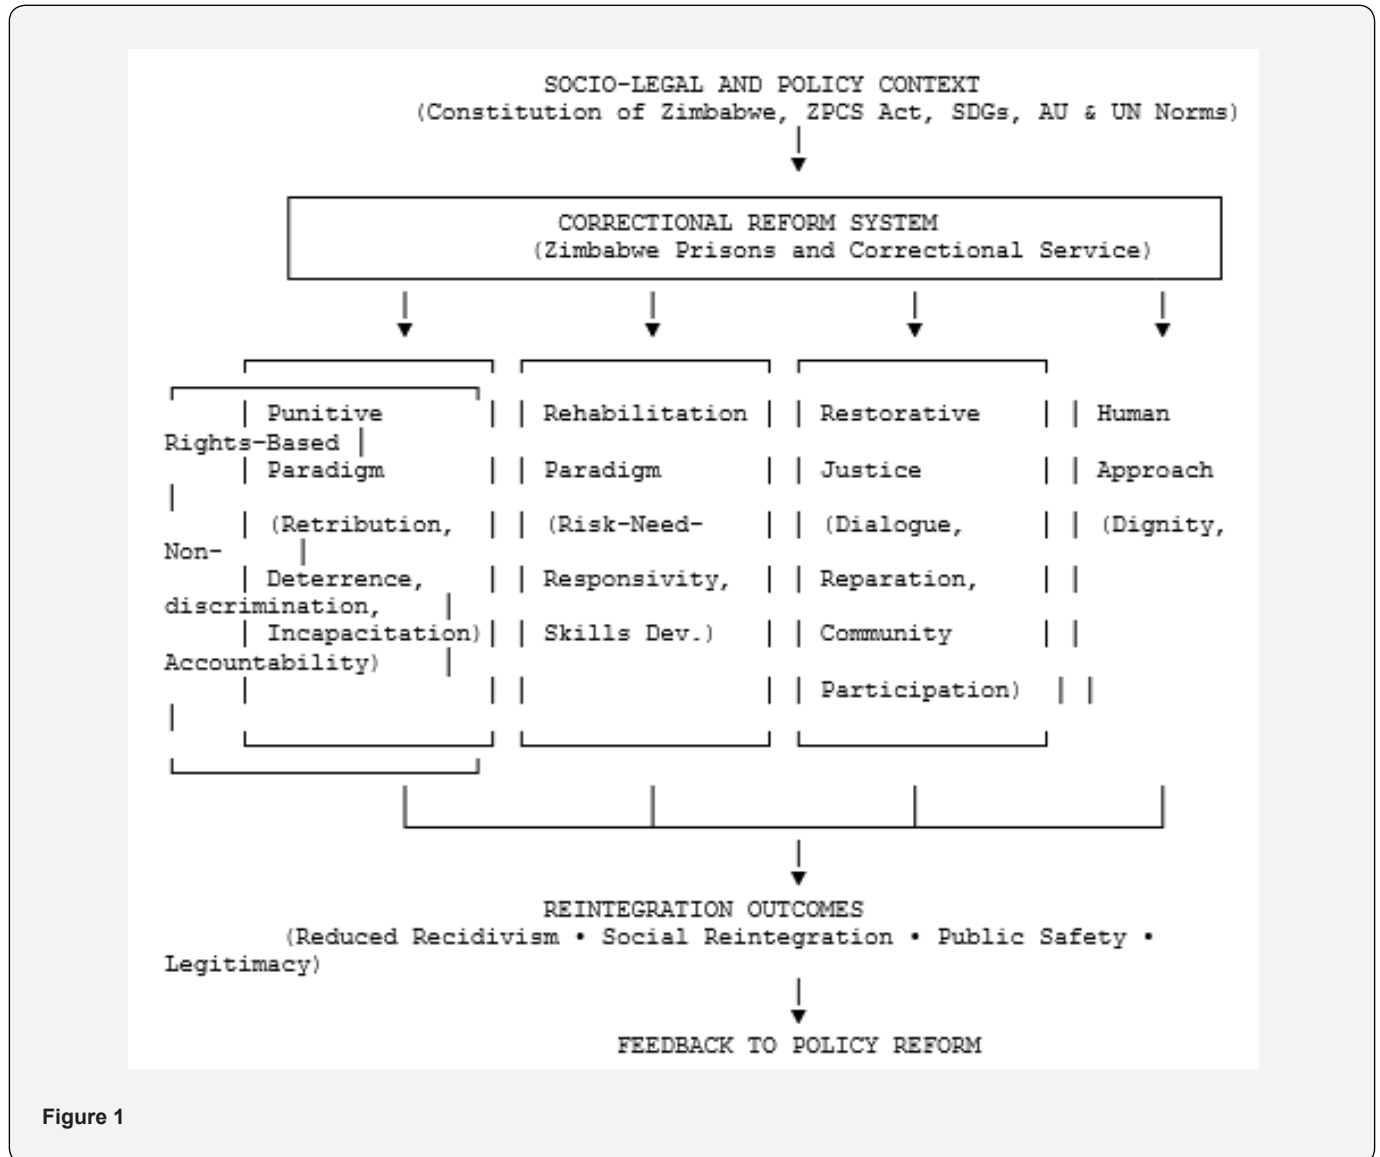 SOCIO-LEGAL AND POLICY CONTEXT
(Constitution of Zimbabwe, ZPCS Act, SDGs, AU & UN Norms)
CORRECTIONAL REFORM SYSTEM
(Zimbabwe Prisons and Correctional Service)
Punitive Rehabilitation Restorative Human
Rights-Based
Paradigm Paradigm Justice Approach
(Retribution, (Risk-Need- (Dialogue, (Dignity,
Non-
Deterrence, Responsivity, Reparation,
discrimination,
Incapacitation) Skills Dev.) Community
Accountability)
Participation)
REINTEGRATION OUTCOMES
(Reduced Recidivism • Social Reintegration • Public Safety •
Legitimacy)
FEEDBACK TO POLICY REFORM
Figure 1